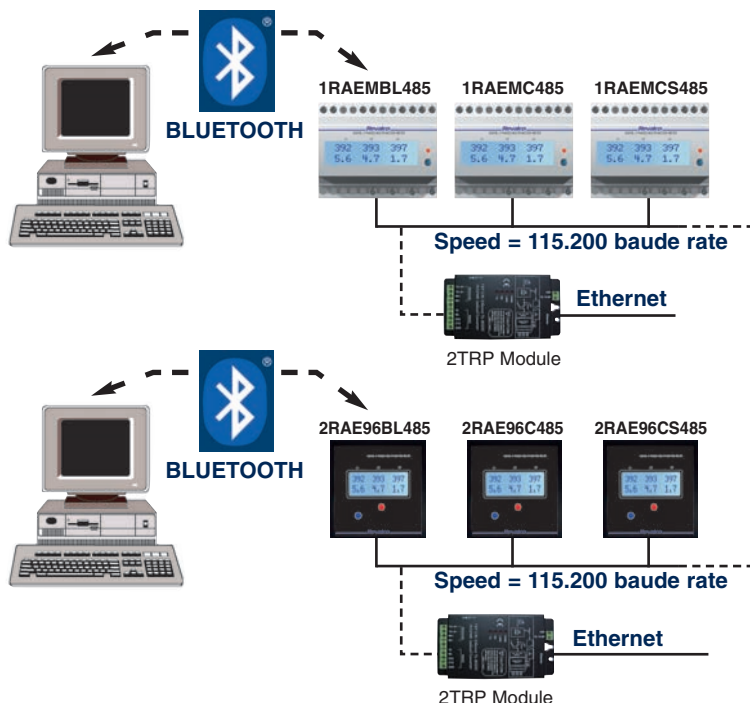 1RAEMBL485 1RAEMC485 1RAEMCS485
®
BLUETOOTH
392 393 397
5.6 4.7 1.7
392 393 397
5.6 4.7 1.7
392 393 397
5.6 4.7 1.7
Speed = 115.200 baude rate
Ethernet
2TRP Module
®
2RAE96BL485 2RAE96C485 2RAE96CS485
BLUETOOTH
392 393 397
5.6 4.7 1.7
392 393 397
5.6 4.7 1.7
392 393 397
5.6 4.7 1.7
Speed = 115.200 baude rate
Ethernet
2TRP Module